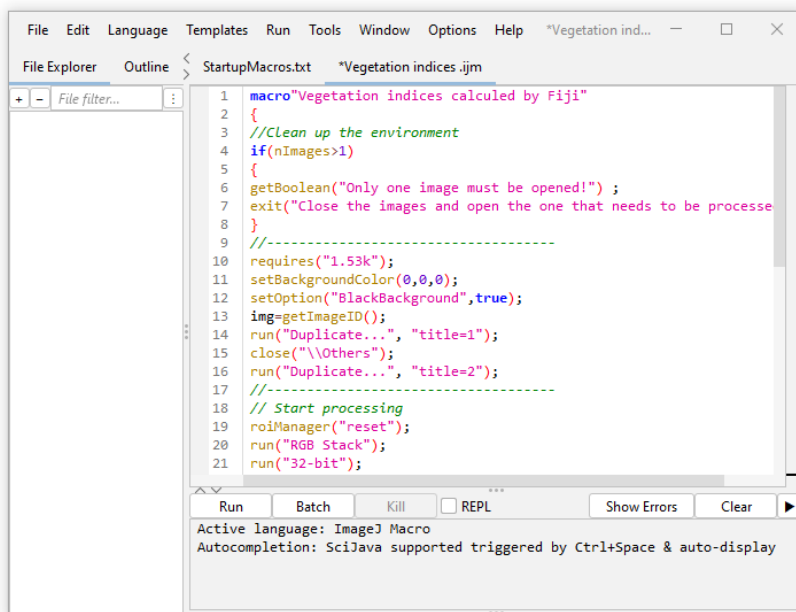 File Edit Language Templates Run Tools Window Options Help *Vegetation ind...
File Explorer Outline StartupMacros.txt *Vegetation indices .ijm
+ - File filter...
1 macro"Vegetation indices calculed by Fiji"
2 {
3 //Clean up the environment
4 if(nImages>1)
5 {
6 getBoolean("Only one image must be opened!") ;
7 exit("Close the images and open the one that needs to be processe
8 }
9 //------------------------------------
10 requires("1.53k");
11 setBackgroundColor(0,0,0);
12 setOption("BlackBackground",true);
13 img=getImageID();
14 run("Duplicate...", "title=1");
15 close("\\Others");
16 run("Duplicate...", "title=2");
17 //------------------------------------
18 // Start processing
19 roiManager("reset");
20 run("RGB Stack");
21 run("32-bit");
Run Batch Kill REPL Show Errors Clear
Active language: ImageJ Macro
Autocompletion: SciJava supported triggered by Ctrl+Space & auto-display